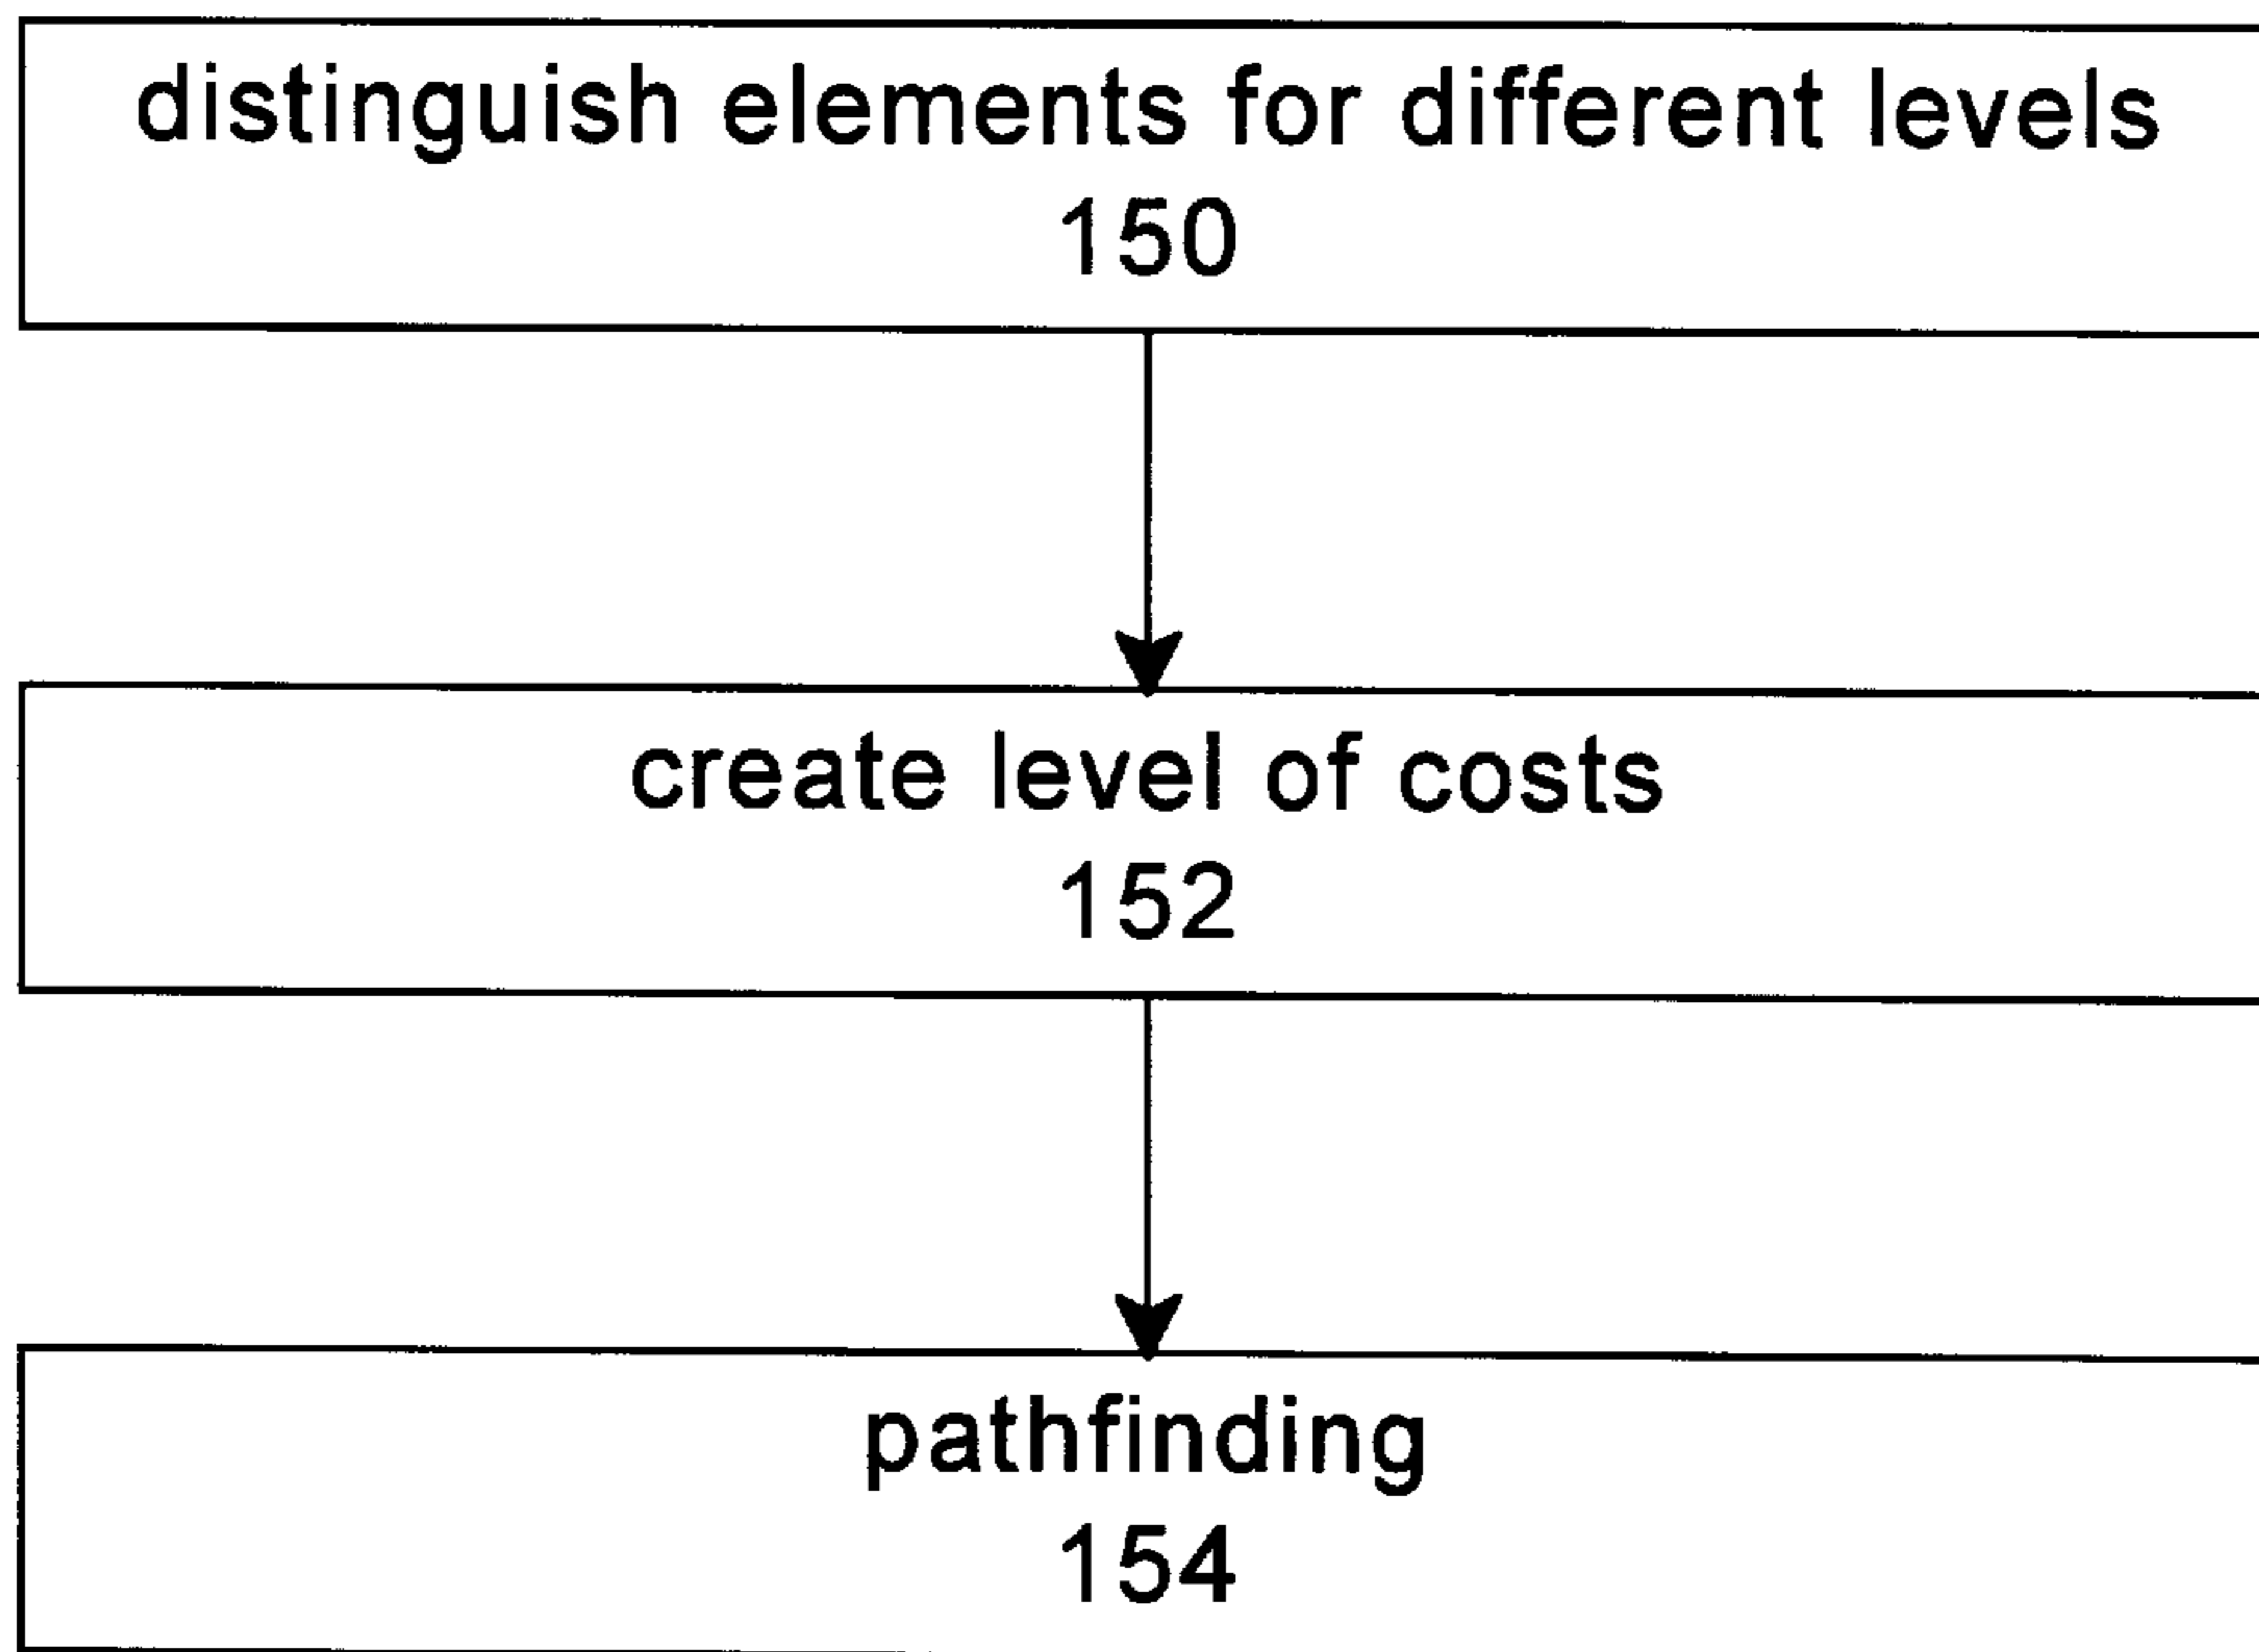 distinguish elements for different levels
150
create level of costs
152
pathfinding
154